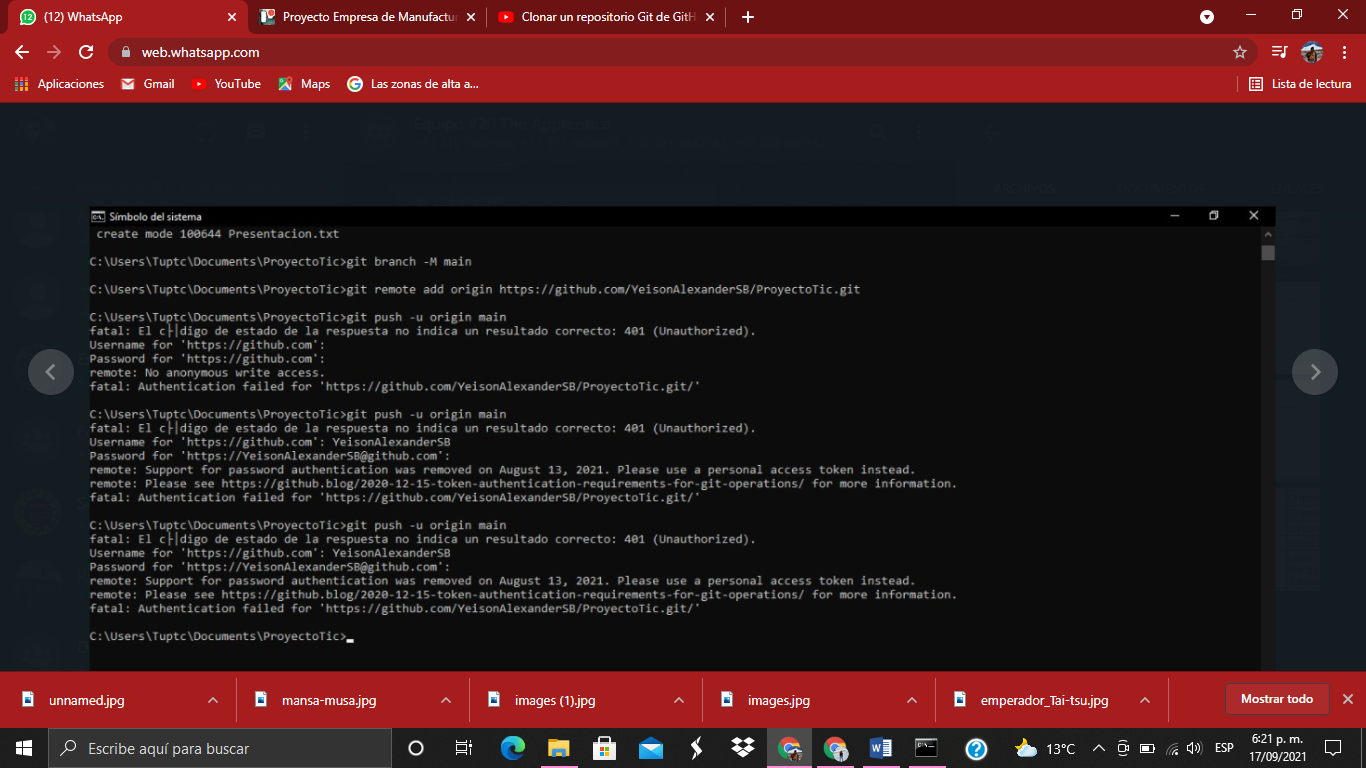 (12) WhatsApp
Proyecto Empresa de Manufactur
Clonar un repositorio Git de GitH
web.whatsapp.com
Aplicaciones
Gmail
YouTube
Maps
Las zonas de alta a...
Lista de lectura
Símbolo del sistema
create mode 100644 Presentacion.txt
C:\Users\Tuptc\Documents\ProyectoTic>git branch -M main
C:\Users\Tuptc\Documents\ProyectoTic>git remote add origin https://github.com/YeisonAlexanderSB/ProyectoTic.git
C:\Users\Tuptc\Documents\ProyectoTic>git push -u origin main
fatal: El c├│digo de estado de la respuesta no indica un resultado correcto: 401 (Unauthorized).
Username for 'https://github.com':
Password for 'https://github.com':
remote: No anonymous write access.
fatal: Authentication failed for 'https://github.com/YeisonAlexanderSB/ProyectoTic.git/'
C:\Users\Tuptc\Documents\ProyectoTic>git push -u origin main
fatal: El c├│digo de estado de la respuesta no indica un resultado correcto: 401 (Unauthorized).
Username for 'https://github.com': YeisonAlexanderSB
Password for 'https://YeisonAlexanderSB@github.com':
remote: Support for password authentication was removed on August 13, 2021. Please use a personal access token instead.
remote: Please see https://github.blog/2020-12-15-token-authentication-requirements-for-git-operations/ for more information.
fatal: Authentication failed for 'https://github.com/YeisonAlexanderSB/ProyectoTic.git/'
C:\Users\Tuptc\Documents\ProyectoTic>git push -u origin main
fatal: El c├│digo de estado de la respuesta no indica un resultado correcto: 401 (Unauthorized).
Username for 'https://github.com': YeisonAlexanderSB
Password for 'https://YeisonAlexanderSB@github.com':
remote: Support for password authentication was removed on August 13, 2021. Please use a personal access token instead.
remote: Please see https://github.blog/2020-12-15-token-authentication-requirements-for-git-operations/ for more information.
fatal: Authentication failed for 'https://github.com/YeisonAlexanderSB/ProyectoTic.git/'
C:\Users\Tuptc\Documents\ProyectoTic>
unnamed.jpg
mansa-musa.jpg
images (1).jpg
images.jpg
emperador_Tai-tsu.jpg
Mostrar todo
Escribe aquí para buscar
13°C
ESP
6:21 p. m.
17/09/2021